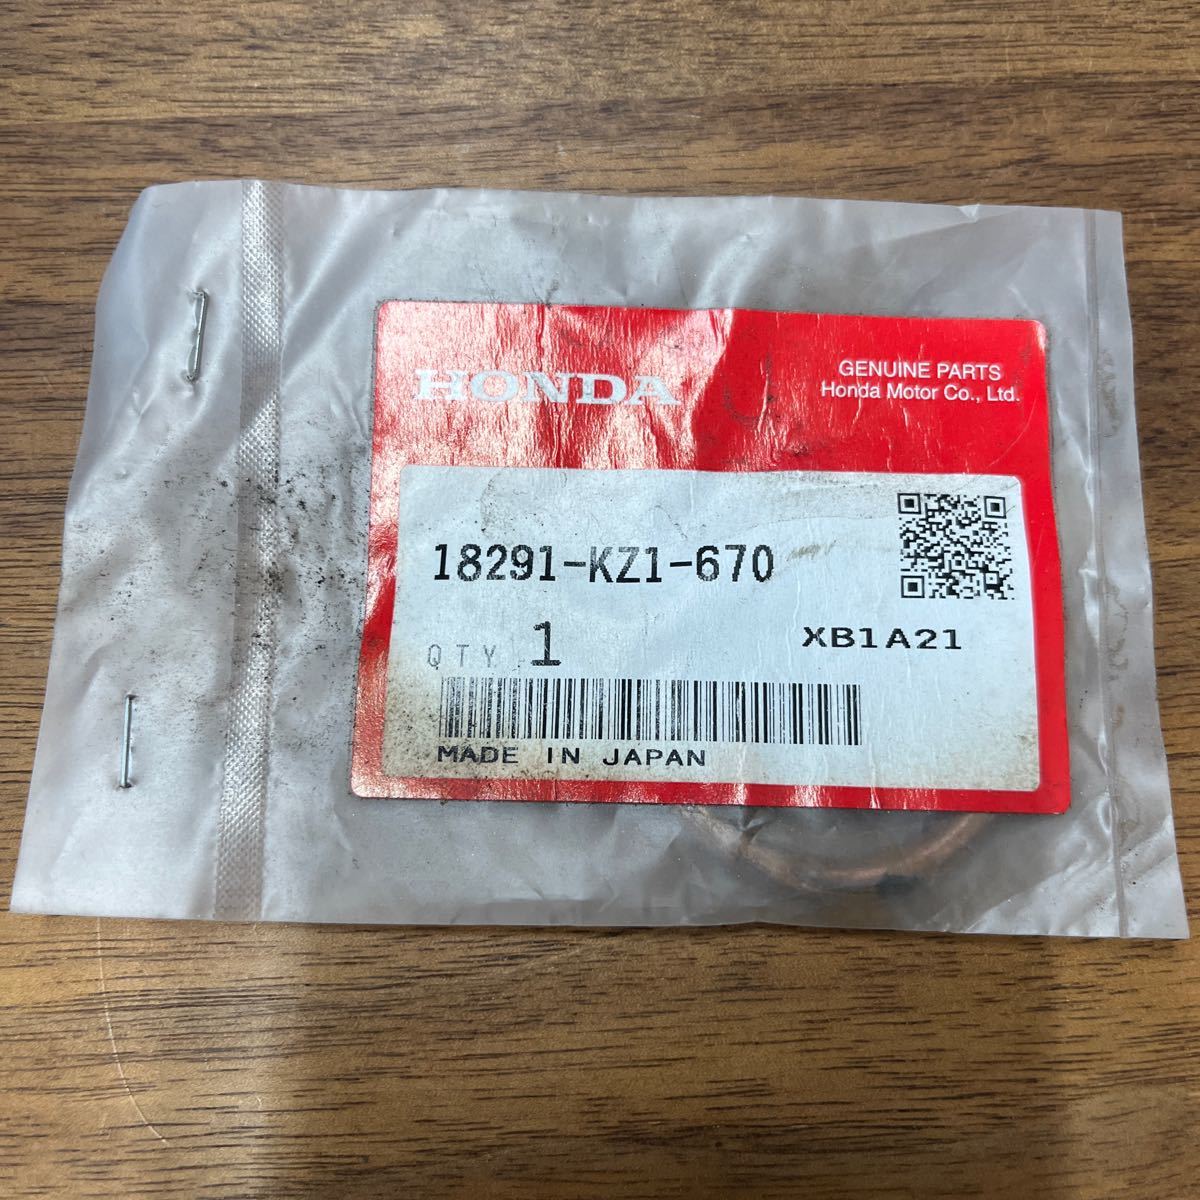 HONDA
GENUINE PARTS
Honda Motor Co., Ltd.
18291-KZ1-670
QTY 1
XB1A21
MADE IN JAPAN